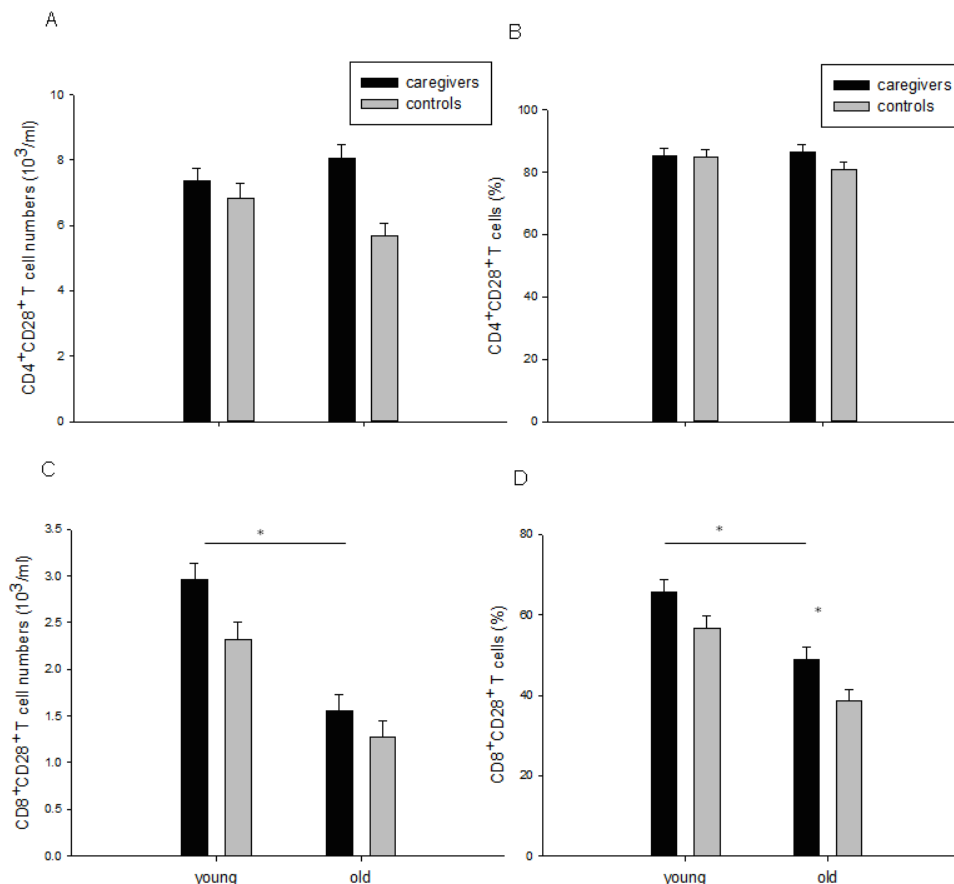 A
B
caregivers
controls
caregivers
controls
CD4⁺CD28⁺ T cell numbers (10³/ml)
10
8
6
4
2
0
CD4⁺CD28⁺ T cells (%)
100
80
60
40
20
0
C
D
CD8⁺CD28⁺ T cell numbers (10³/ml)
3.5
3.0
2.5
2.0
1.5
1.0
0.5
0.0
*
young
old
CD8⁺CD28⁺ T cells (%)
80
60
40
20
0
*
*
young
old